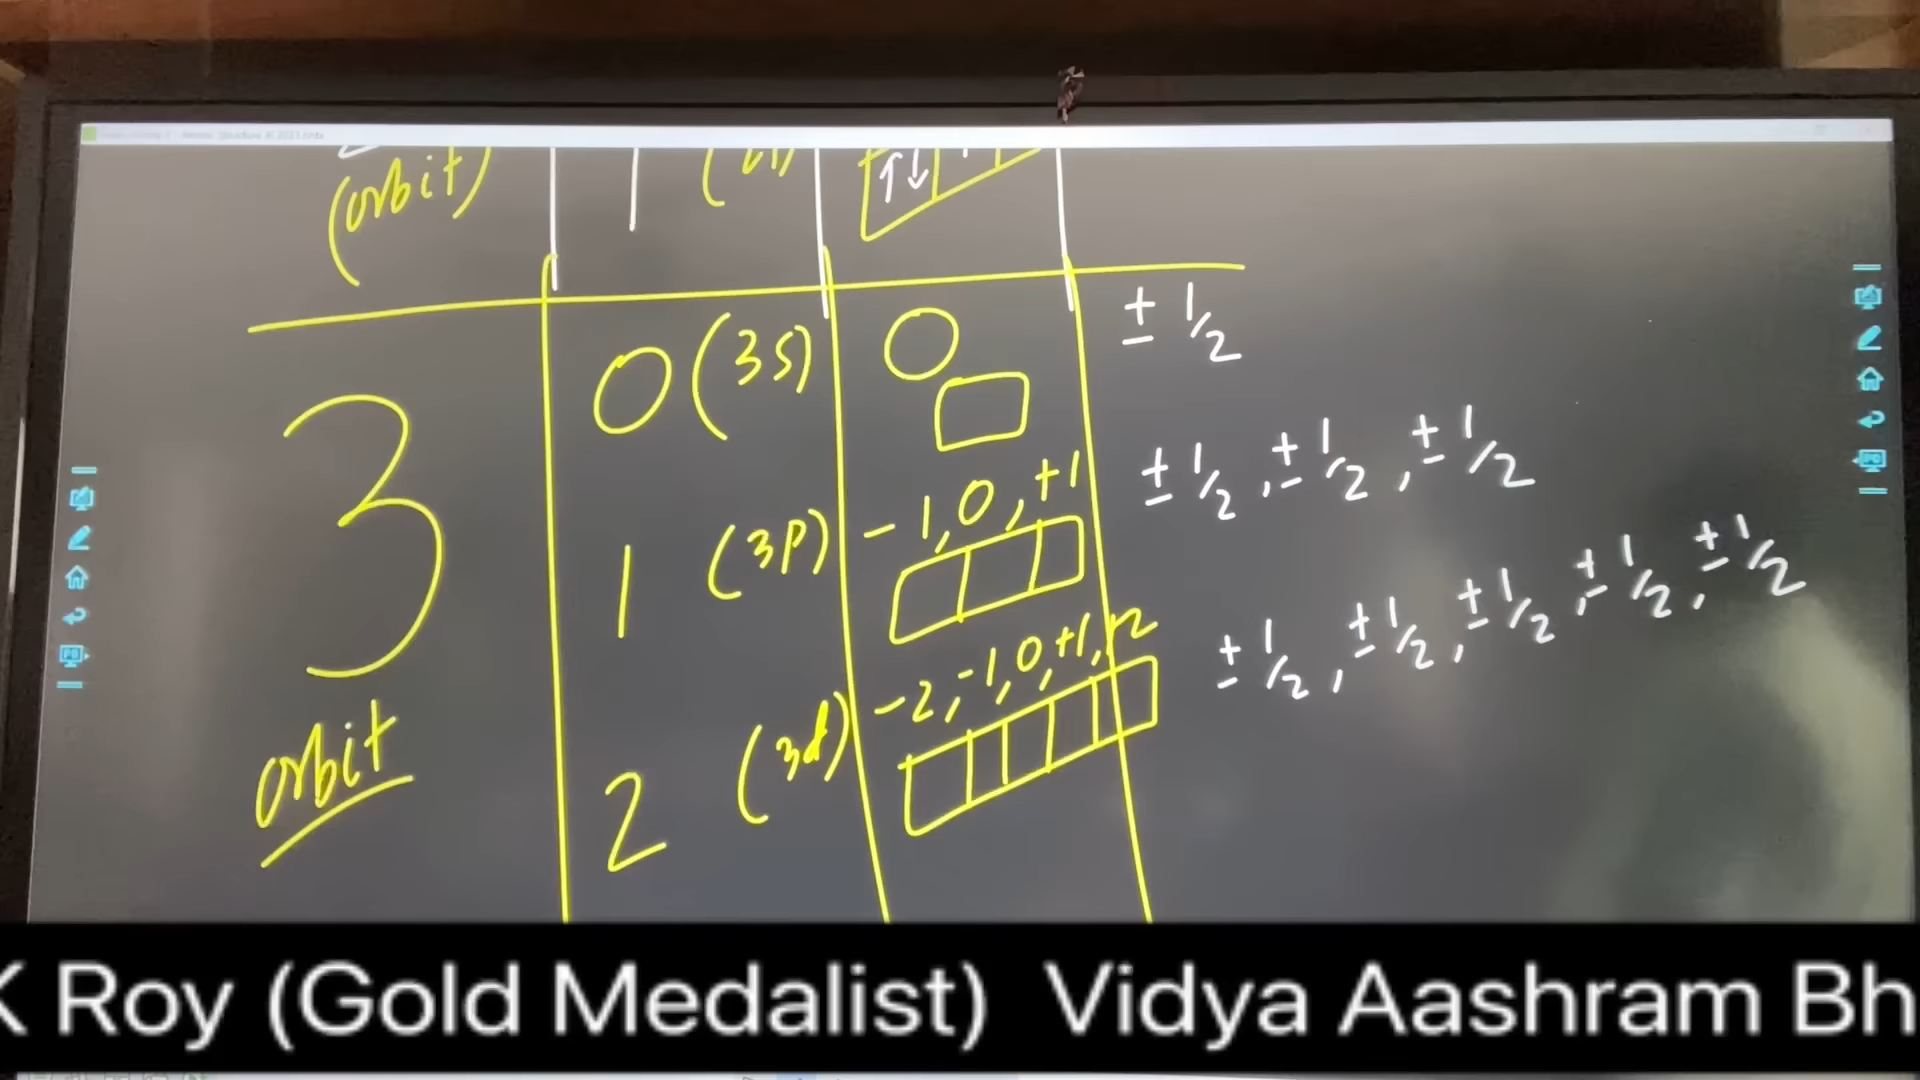 (orbit) 1
↑↓
3 0 (3s) 0 ± 1/2
1 (3p) -1, 0, +1 ± 1/2, ± 1/2, ± 1/2
orbit 2 (3d) -2, -1, 0, +1, +2 ± 1/2, ± 1/2, ± 1/2, ± 1/2, ± 1/2
K Roy (Gold Medalist) Vidya Aashram Bh